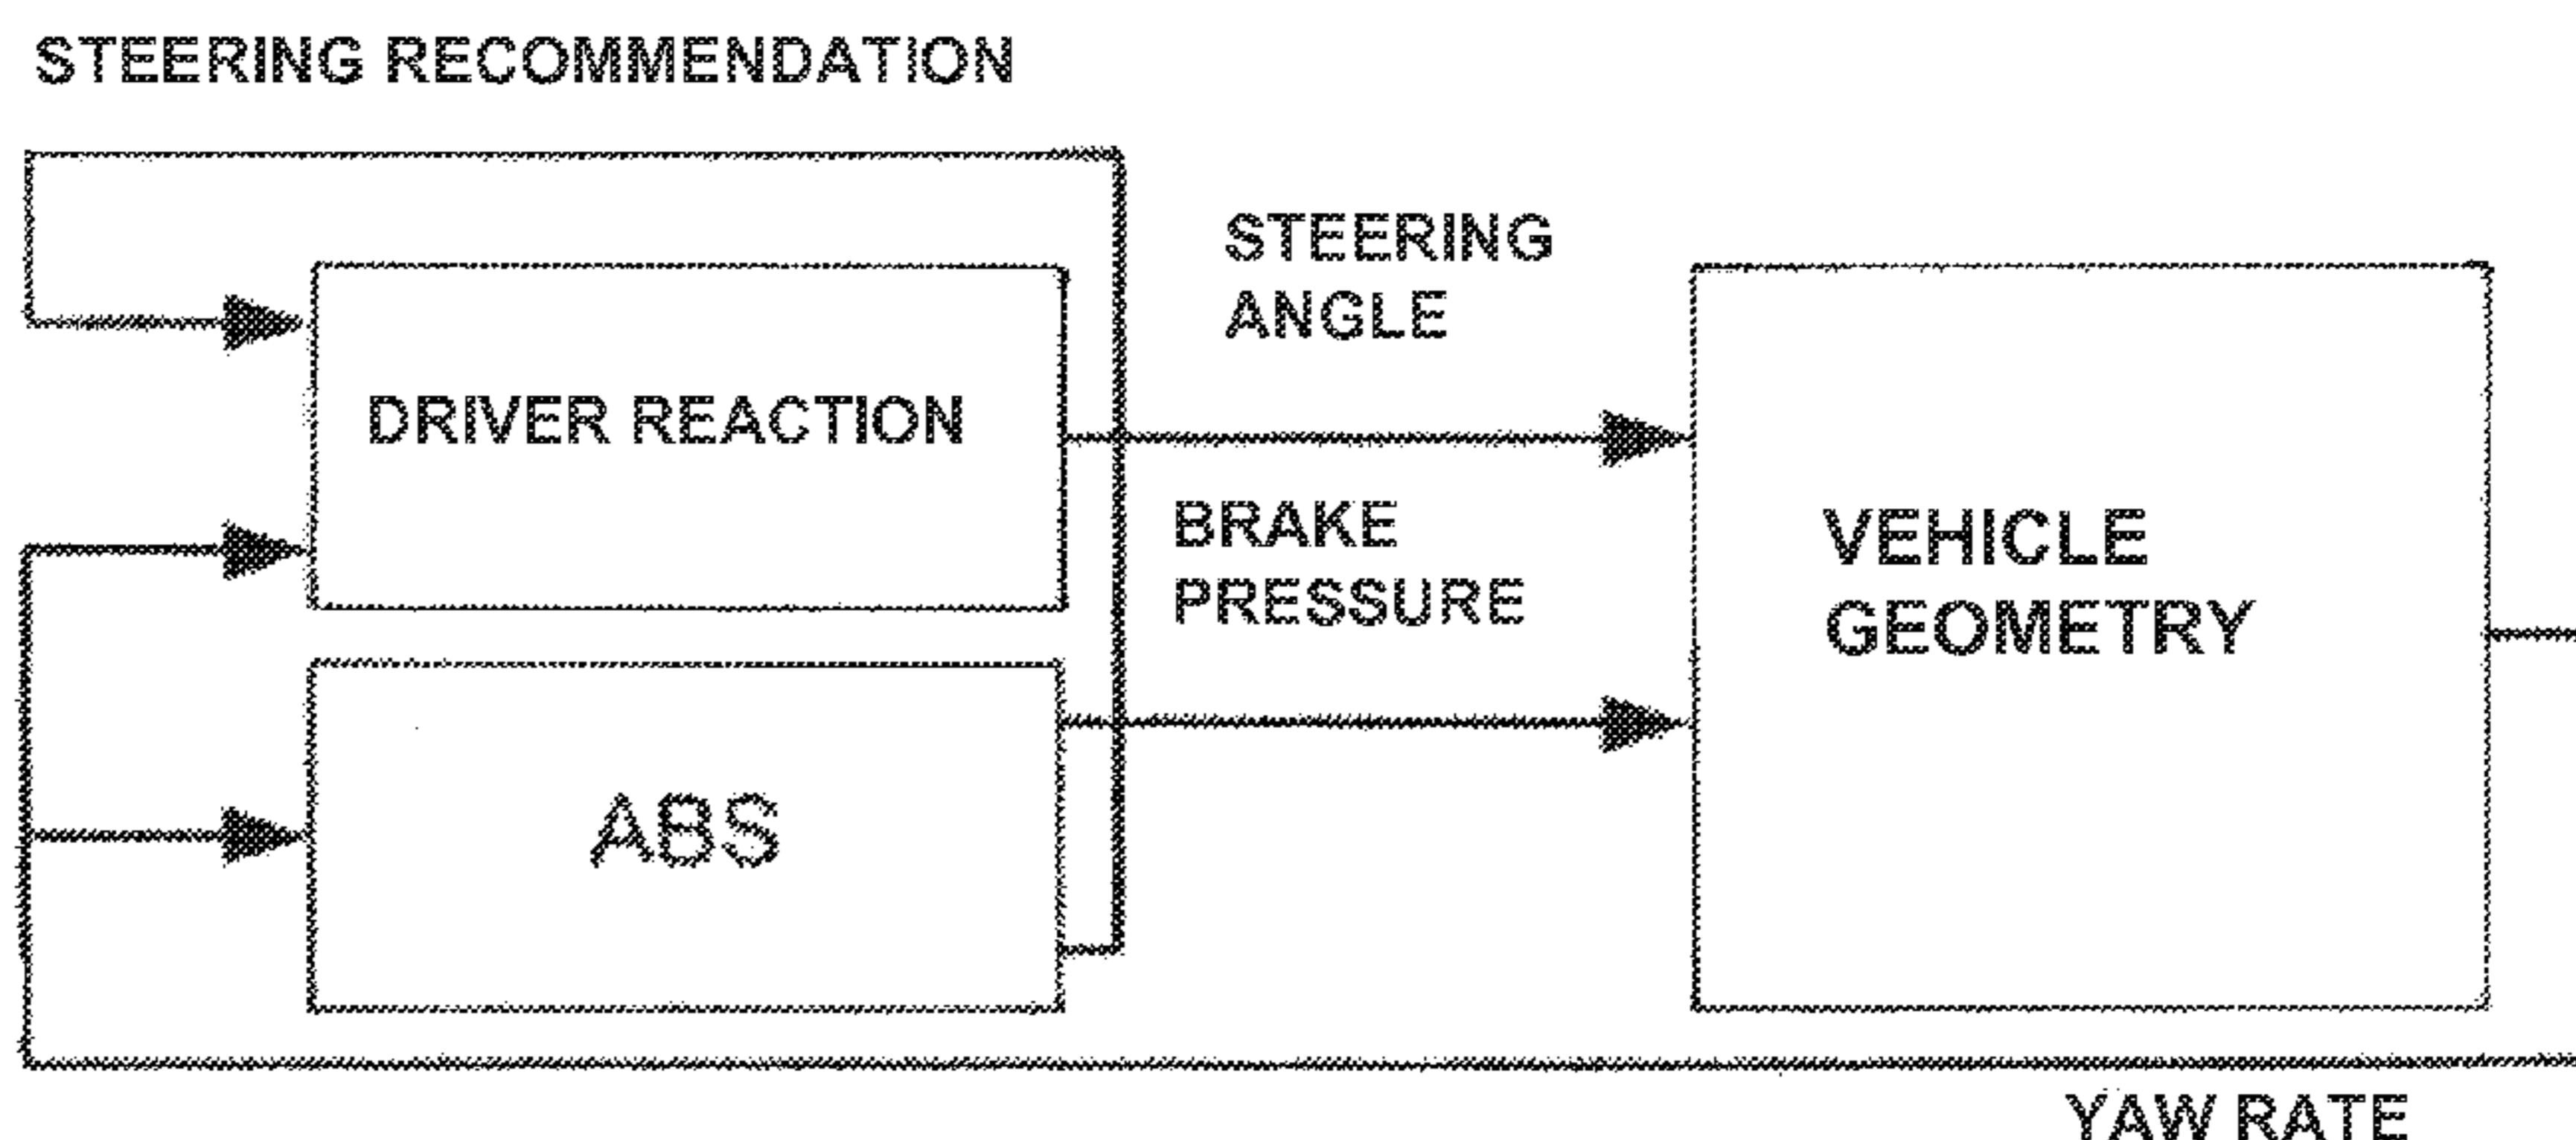 STEERING RECOMMENDATION
STEERING
ANGLE
DRIVER REACTION
BRAKE
PRESSURE
VEHICLE
GEOMETRY
ABS
YAW RATE